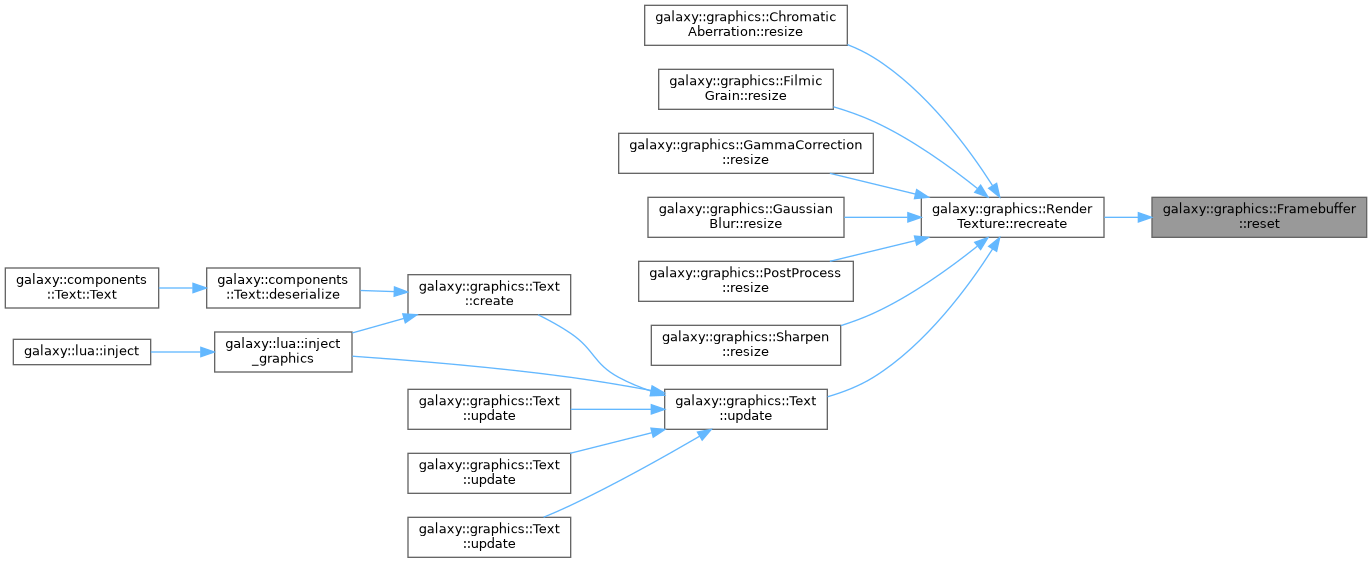 galaxy::graphics::Chromatic
Aberration::resize
galaxy::graphics::Filmic
Grain::resize
galaxy::graphics::GammaCorrection
::resize
galaxy::graphics::Gaussian
Blur::resize
galaxy::graphics::Render
Texture::recreate
galaxy::graphics::Framebuffer
::reset
galaxy::graphics::PostProcess
::resize
galaxy::components
::Text::Text
galaxy::components
::Text::deserialize
galaxy::graphics::Text
::create
galaxy::graphics::Sharpen
::resize
galaxy::lua::inject
galaxy::lua::inject
_graphics
galaxy::graphics::Text
::update
galaxy::graphics::Text
::update
galaxy::graphics::Text
::update
galaxy::graphics::Text
::update